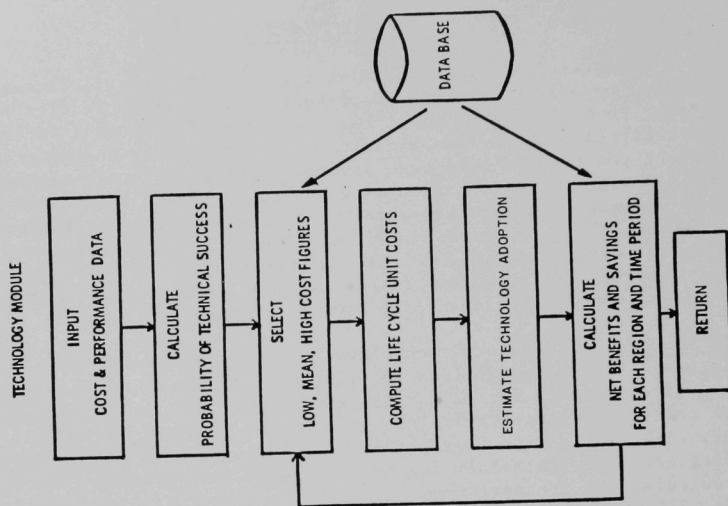 TECHNOLOGY MODULE
INPUT
COST & PERFORMANCE DATA
CALCULATE
PROBABILITY OF TECHNICAL SUCCESS
SELECT
LOW, MEAN, HIGH COST FIGURES
COMPUTE LIFE CYCLE UNIT COSTS
ESTIMATE TECHNOLOGY ADOPTION
CALCULATE
NET BENEFITS AND SAVINGS
FOR EACH REGION AND TIME PERIOD
RETURN
DATA BASE